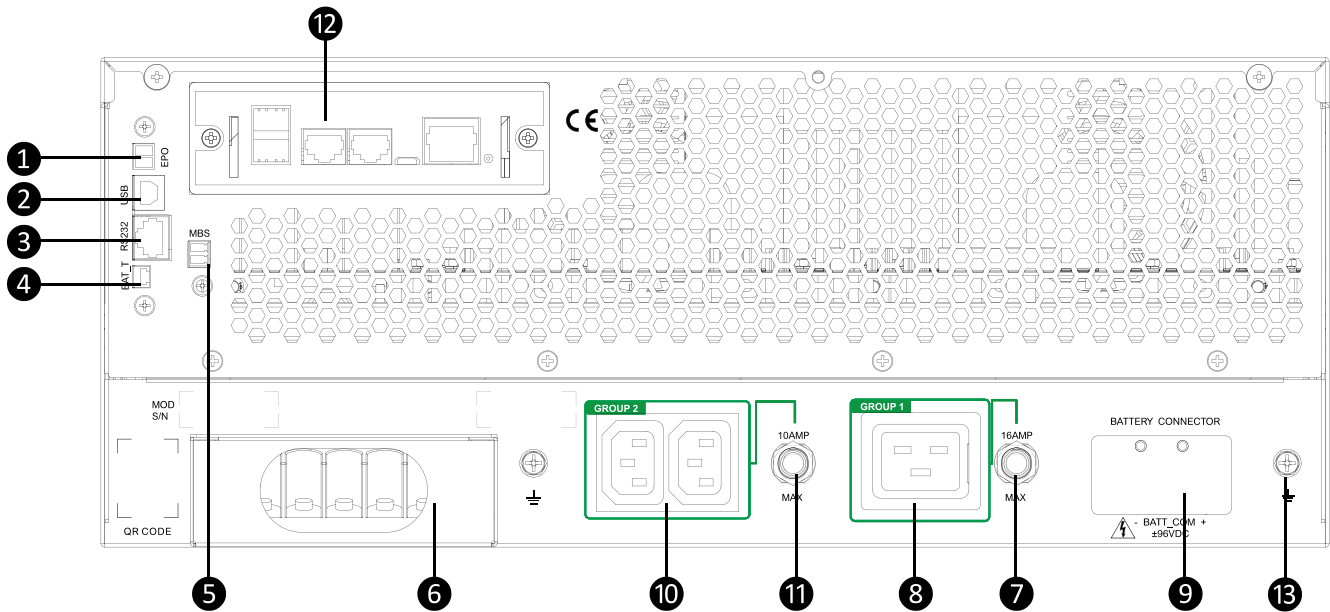 12
CE
1
EPO
2
USB
3
RS232
MBS
4
BAT_T
MOD
S/N
GROUP 2
GROUP 1
10AMP
16AMP
BATTERY CONNECTOR
MAX
MAX
QR CODE
- BATT_COM +
±96VDC
5
6
10
11
8
7
9
13